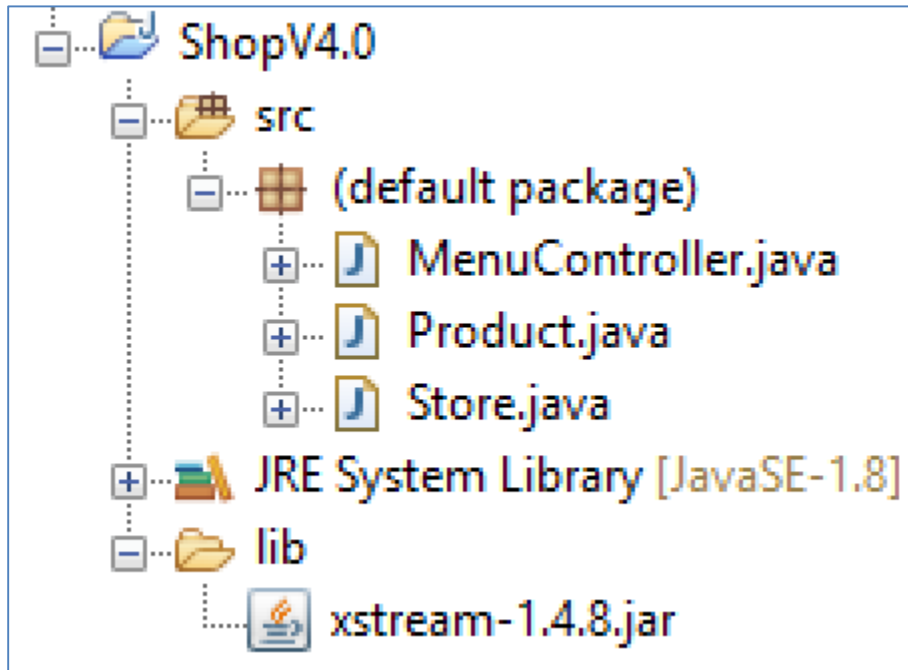 ShopV4.0
src
(default package)
MenuController.java
Product.java
Store.java
JRE System Library [JavaSE-1.8]
lib
xstream-1.4.8.jar